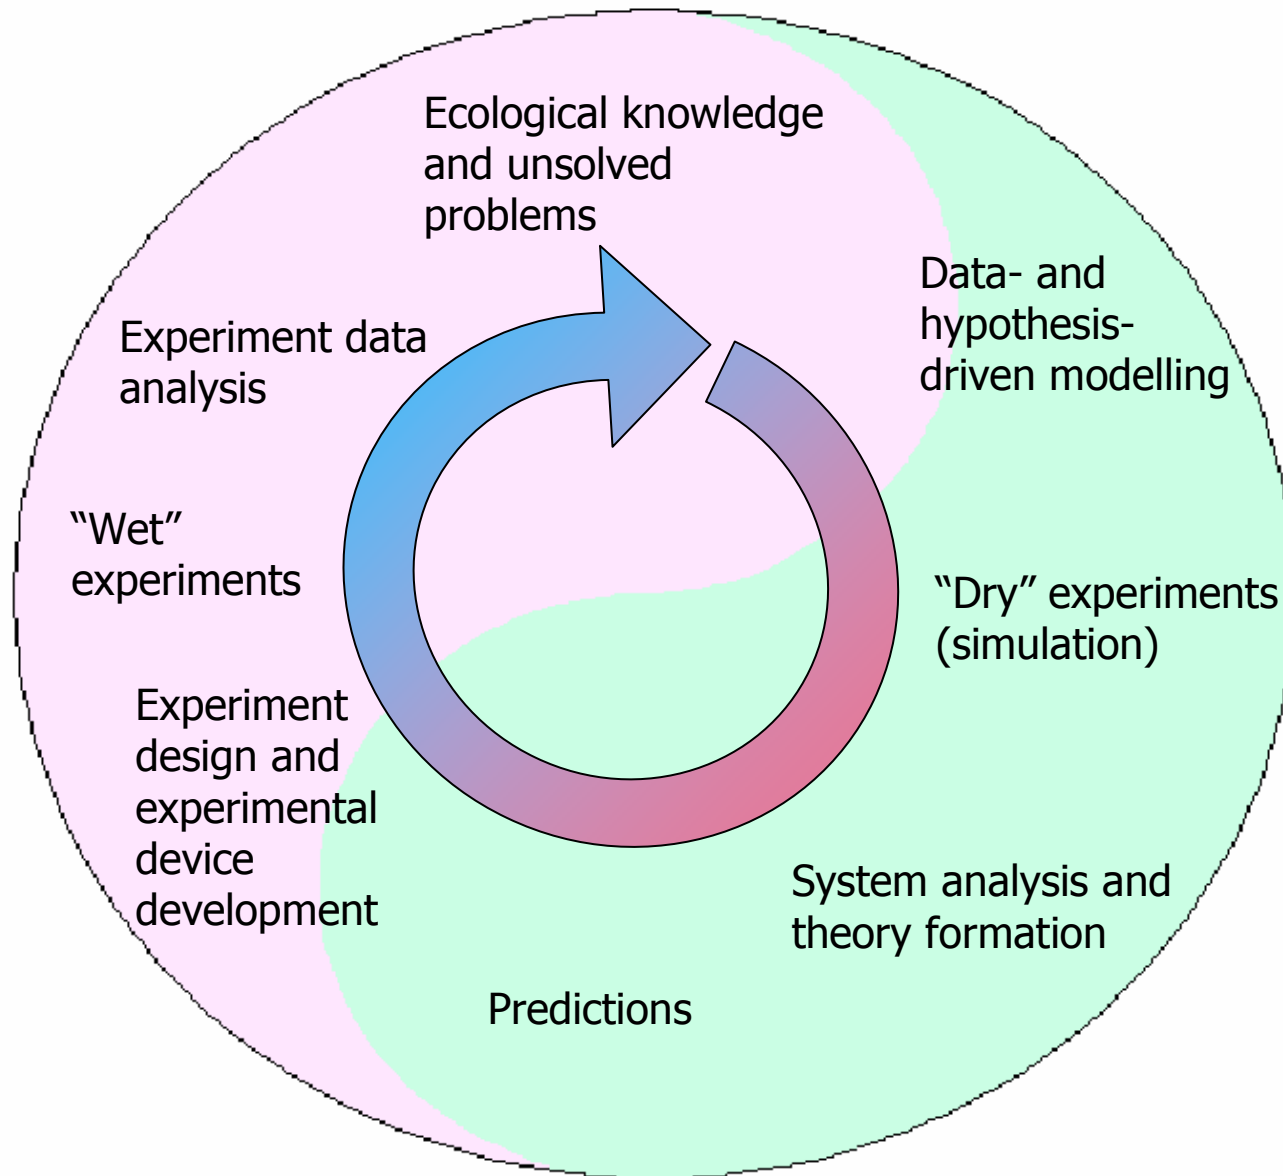 Ecological knowledge
and unsolved
problems
Data- and
hypothesis-
driven modelling
Experiment data
analysis
“Wet”
experiments
“Dry” experiments
(simulation)
Experiment
design and
experimental
device
development
System analysis and
theory formation
Predictions